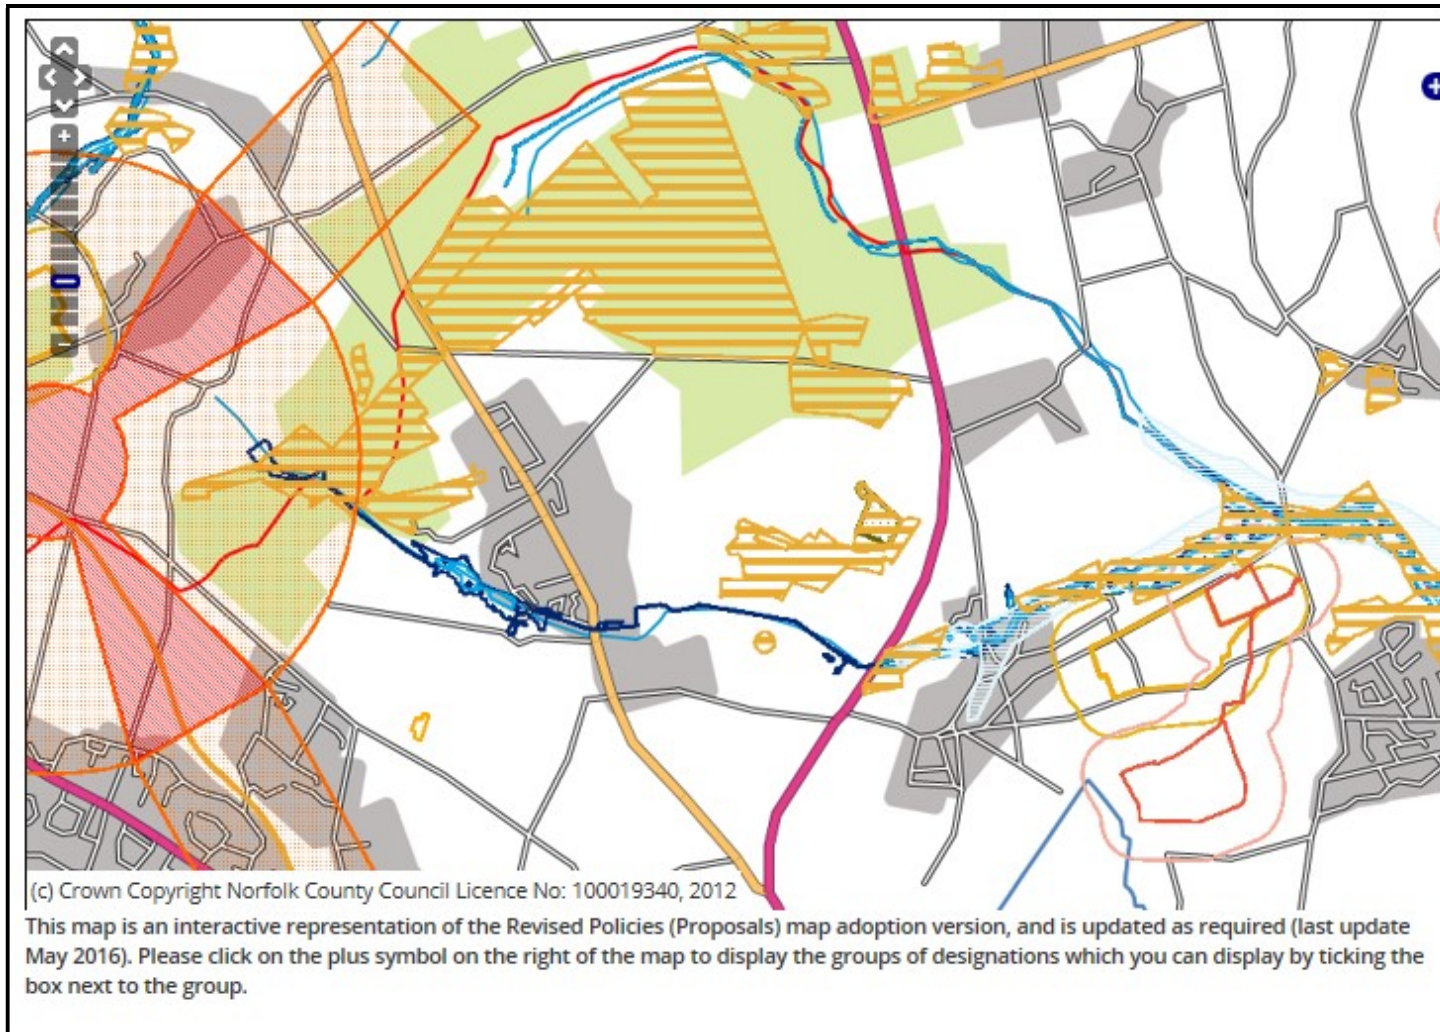 (c) Crown Copyright Norfolk County Council Licence No: 100019340, 2012
This map is an interactive representation of the Revised Policies (Proposals) map adoption version, and is updated as required (last update
May 2016). Please click on the plus symbol on the right of the map to display the groups of designations which you can display by ticking the
box next to the group.